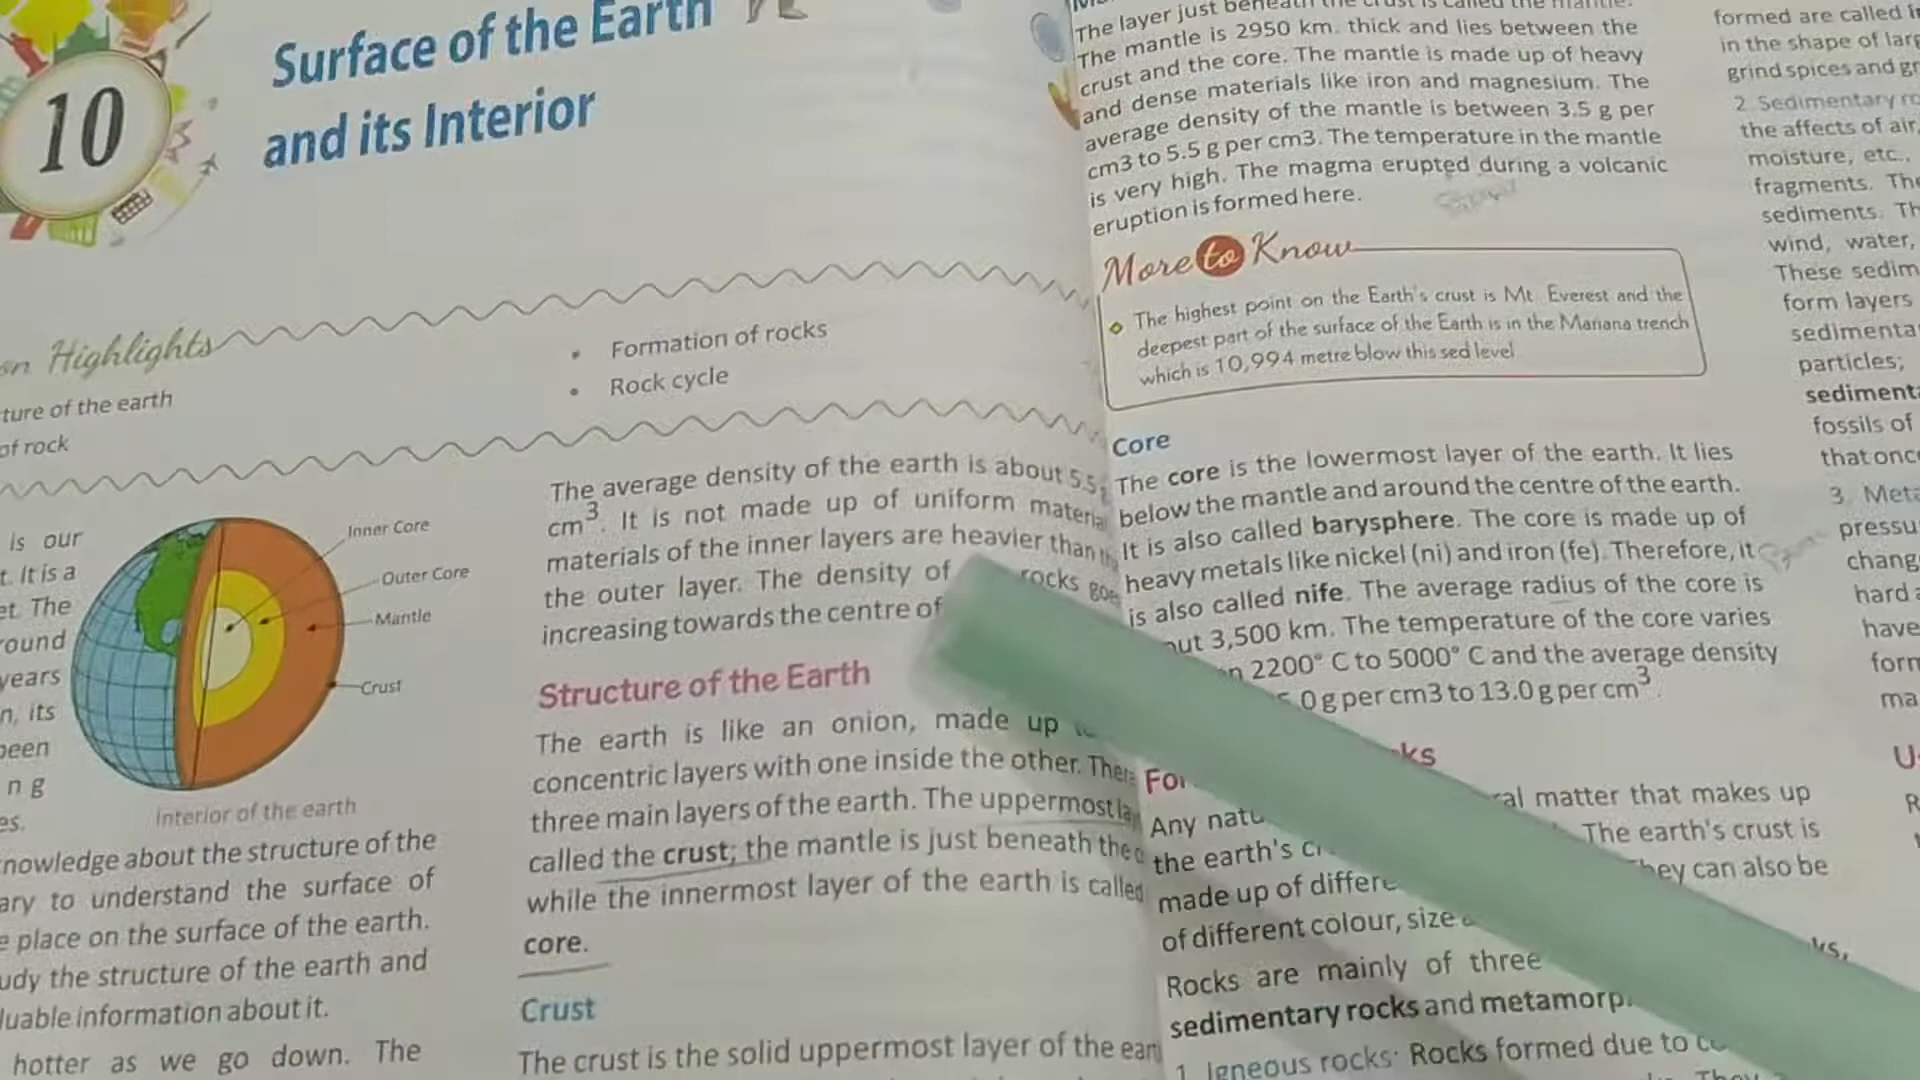 10
Surface of the Earth
and its Interior
Highlights
ture of the earth
of rock
• Formation of rocks
• Rock cycle
is our
t. It is a
et. The
round
years
n, its
been
n g
es.
Inner Core
Outer Core
Mantle
Crust
Interior of the earth
nowledge about the structure of the
ary to understand the surface of
e place on the surface of the earth.
udy the structure of the earth and
luable information about it.
hotter as we go down. The
The average density of the earth is about 5.5
cm3. It is not made up of uniform material
materials of the inner layers are heavier than
the outer layer. The density of rocks goe
increasing towards the centre of
Structure of the Earth
The earth is like an onion, made up
concentric layers with one inside the other. There
three main layers of the earth. The uppermost la
called the crust; the mantle is just beneath the c
while the innermost layer of the earth is called
core.
Crust
The crust is the solid uppermost layer of the ear
The layer just beneath the crust is called the mantle.
The mantle is 2950 km. thick and lies between the
crust and the core. The mantle is made up of heavy
and dense materials like iron and magnesium. The
average density of the mantle is between 3.5 g per
cm3 to 5.5 g per cm3. The temperature in the mantle
is very high. The magma erupted during a volcanic
eruption is formed here.
More to Know
The highest point on the Earth's crust is Mt. Everest and the
deepest part of the surface of the Earth is in the Mariana trench
which is 10,994 metre blow this sed level
Core
The core is the lowermost layer of the earth. It lies
below the mantle and around the centre of the earth.
It is also called barysphere. The core is made up of
heavy metals like nickel (ni) and iron (fe). Therefore, it
is also called nife. The average radius of the core is
out 3,500 km. The temperature of the core varies
n 2200° C to 5000° C and the average density
.0 g per cm3 to 13.0 g per cm3.
For ks
Any natu ral matter that makes up
the earth's cr The earth's crust is
made up of differe hey can also be
of different colour, size
Rocks are mainly of three ks,
sedimentary rocks and metamorp
1. Igneous rocks: Rocks formed due to co
They
formed are called i
in the shape of larg
grind spices and gr
2. Sedimentary ro
the affects of air,
moisture, etc.,
fragments. The
sediments. Th
wind, water,
These sedim
form layers
sedimenta
particles;
sedimenta
fossils of
that once
3. Meta
pressu
change
hard a
have
form
ma
U
R